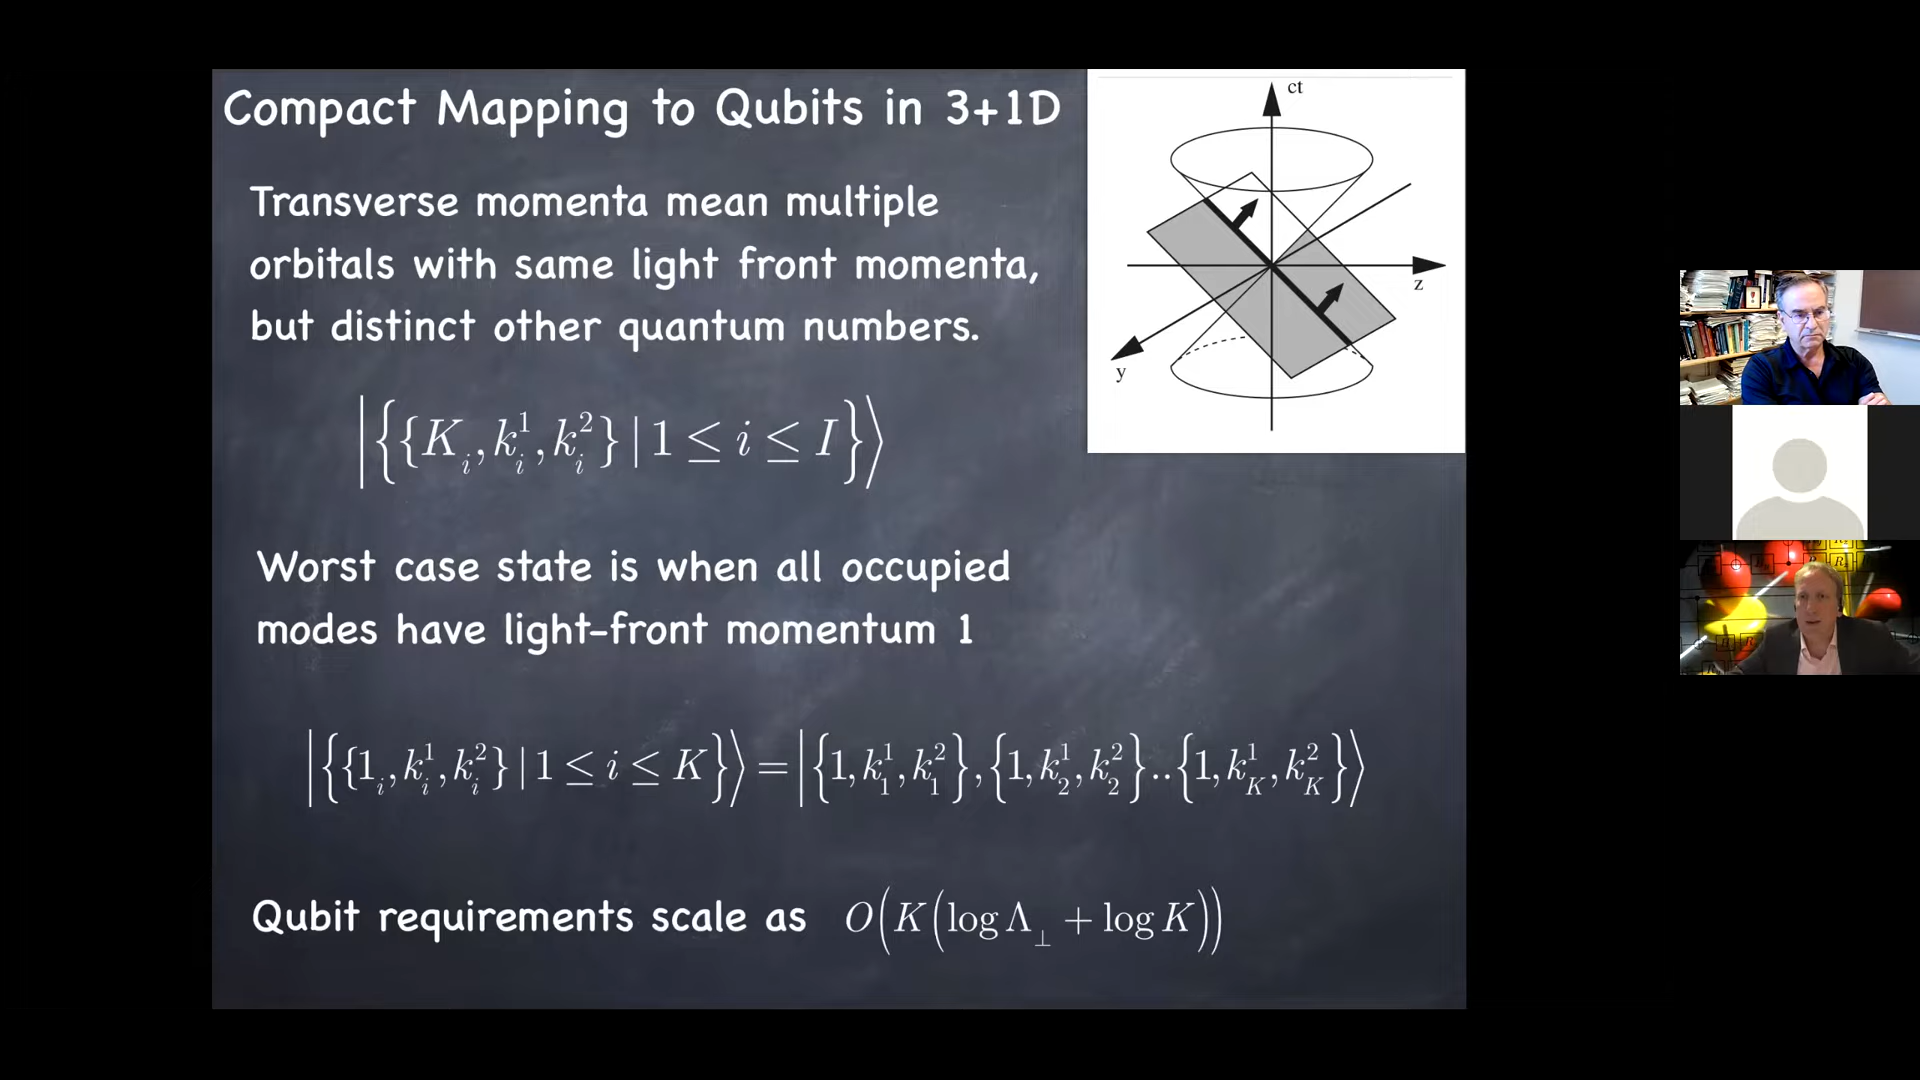 Compact Mapping to Qubits in 3+1D
ct
z
y
Transverse momenta mean multiple
orbitals with same light front momenta,
but distinct other quantum numbers.
|{{K_i, k_i^1, k_i^2} | 1 ≤ i ≤ I}⟩
Worst case state is when all occupied
modes have light-front momentum 1
|{{1_i, k_i^1, k_i^2} | 1 ≤ i ≤ K}⟩ = |{1, k_1^1, k_1^2}, {1, k_2^1, k_2^2}..{1, k_K^1, k_K^2}⟩
Qubit requirements scale as O(K(log Λ_⊥ + log K))